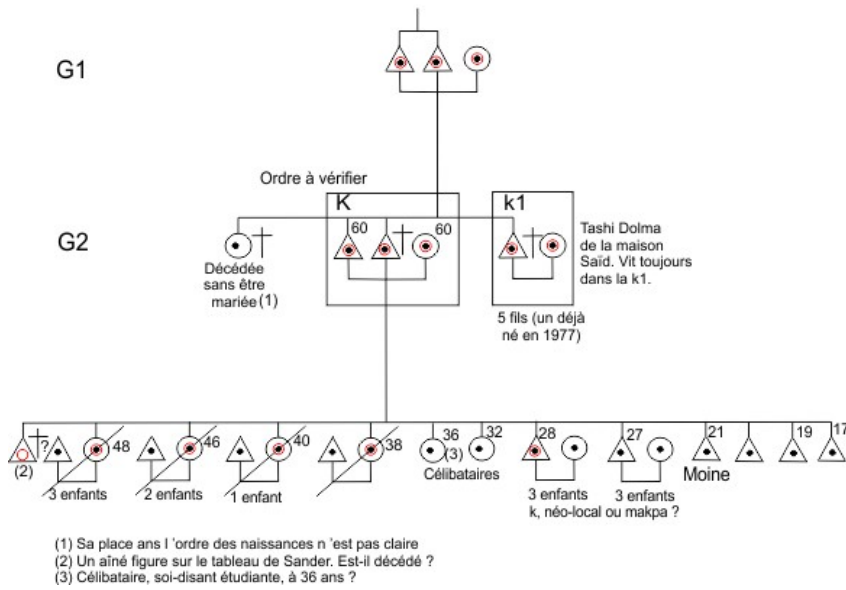 G1
Ordre à vérifier
K
k1
60
60
G2
Décédée
sans être
mariée (1)
Tashi Dolma
de la maison
Saïd. Vit toujours
dans la k1.
5 fils (un déjà
né en 1977)
?
48
46
40
38
36
32
28
27
21
19
17
(2)
(3)
3 enfants
2 enfants
1 enfant
Célibataires
3 enfants
k, néo-local ou makpa ?
3 enfants
Moine
(1) Sa place ans l 'ordre des naissances n 'est pas claire
(2) Un aîné figure sur le tableau de Sander. Est-il décédé ?
(3) Célibataire, soi-disant étudiante, à 36 ans ?